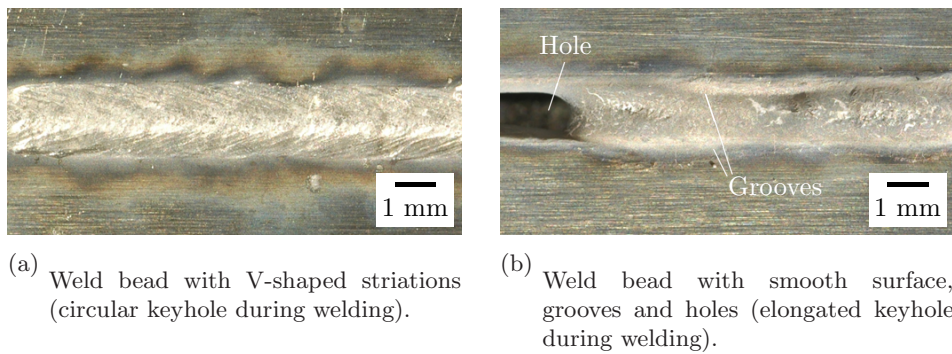 Hole
Grooves
1 mm
1 mm
(a) Weld bead with V-shaped striations
(circular keyhole during welding).
(b) Weld bead with smooth surface,
grooves and holes (elongated keyhole
during welding).